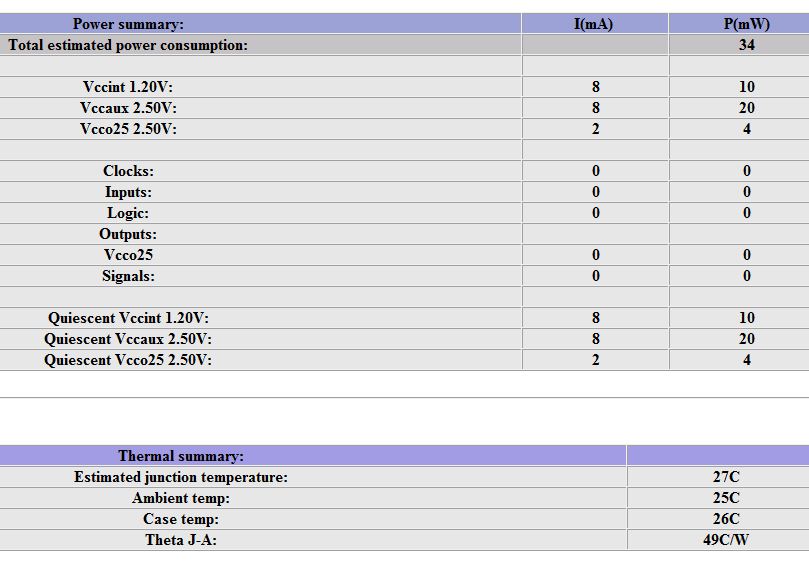 Power summary: I(mA) P(mW)
Total estimated power consumption: 34
Vccint 1.20V: 8 10
Vccaux 2.50V: 8 20
Vcco25 2.50V: 2 4
Clocks: 0 0
Inputs: 0 0
Logic: 0 0
Outputs:
Vcco25 0 0
Signals: 0 0
Quiescent Vccint 1.20V: 8 10
Quiescent Vccaux 2.50V: 8 20
Quiescent Vcco25 2.50V: 2 4
Thermal summary:
Estimated junction temperature: 27C
Ambient temp: 25C
Case temp: 26C
Theta J-A: 49C/W